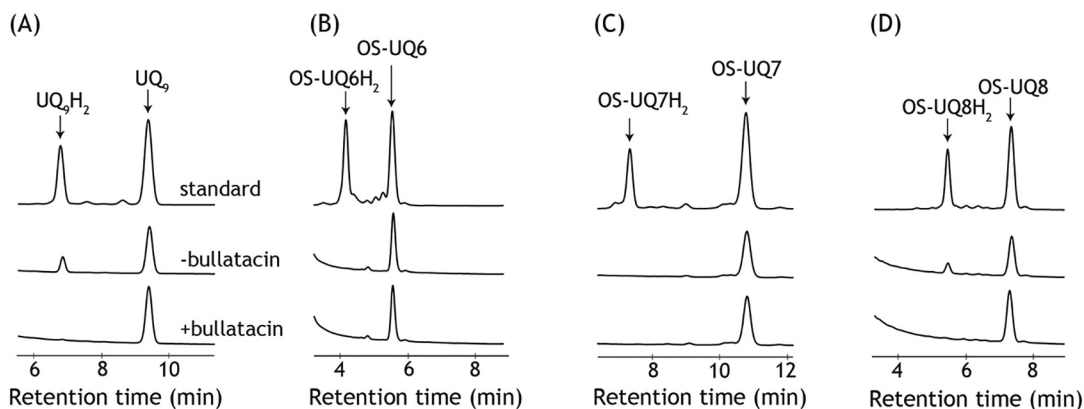 (A)
UQ₉H₂
UQ₉
standard
-bullatacin
+bullatacin
6 8 10
Retention time (min)
(B)
OS-UQ6H₂
OS-UQ6
4 6 8
Retention time (min)
(C)
OS-UQ7H₂
OS-UQ7
8 10 12
Retention time (min)
(D)
OS-UQ8H₂
OS-UQ8
4 6 8
Retention time (min)